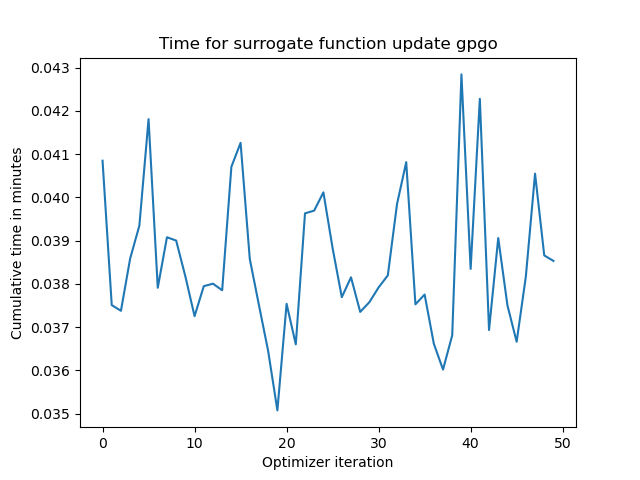 Time for surrogate function update gpgo
Cumulative time in minutes
0.043
0.042
0.041
0.040
0.039
0.038
0.037
0.036
0.035
0 10 20 30 40 50
Optimizer iteration